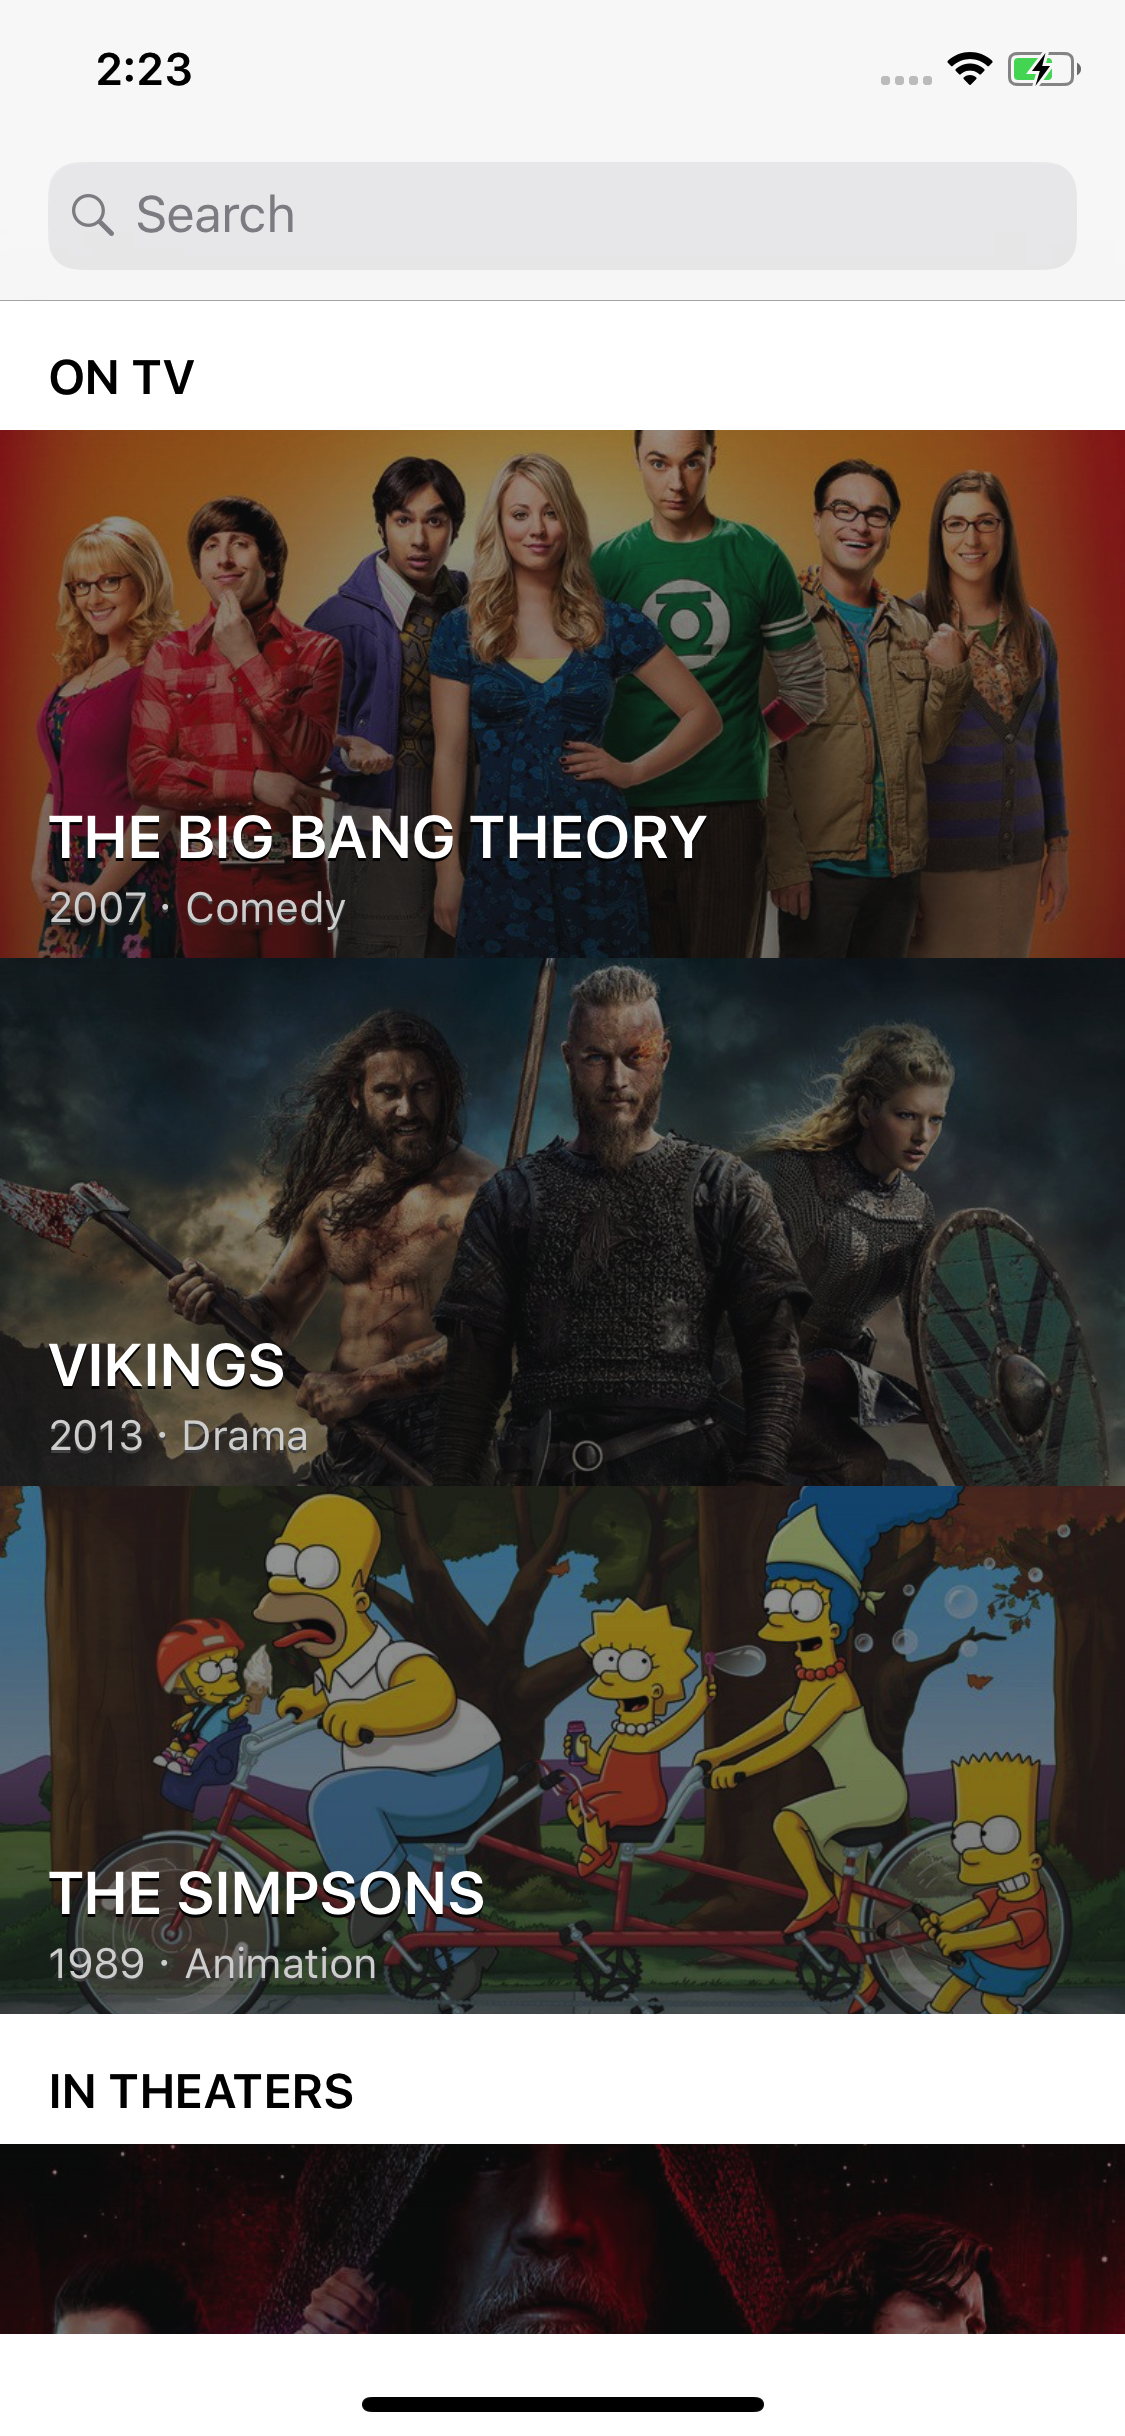 2:23
Search
ON TV
THE BIG BANG THEORY
2007 · Comedy
VIKINGS
2013 · Drama
THE SIMPSONS
1989 · Animation
IN THEATERS